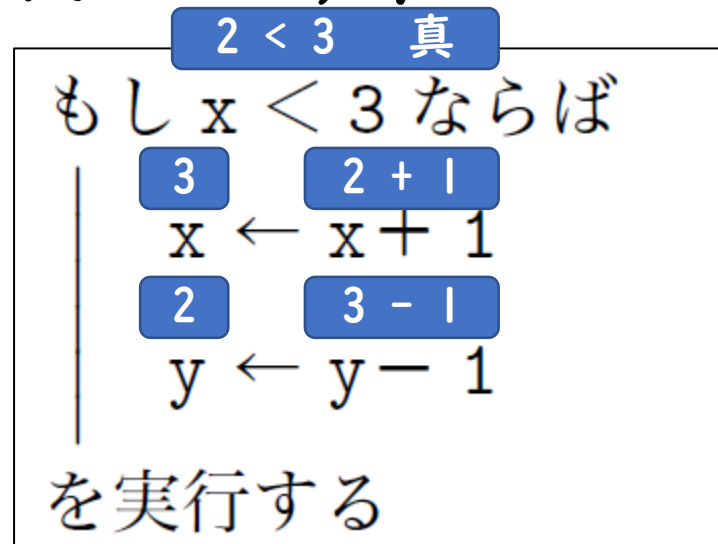 2 < 3 真
もし x < 3 ならば
3 2 + 1
x ← x + 1
2 3 - 1
y ← y - 1
を実行する